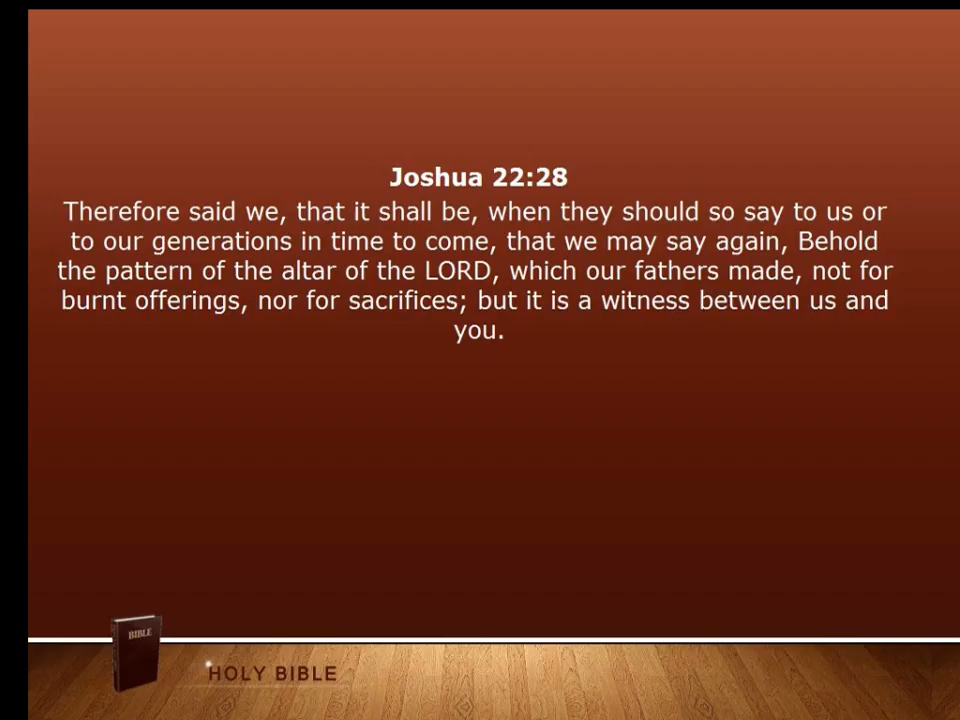 Joshua 22:28
Therefore said we, that it shall be, when they should so say to us or
to our generations in time to come, that we may say again, Behold
the pattern of the altar of the LORD, which our fathers made, not for
burnt offerings, nor for sacrifices; but it is a witness between us and
you.
BIBLE
HOLY BIBLE